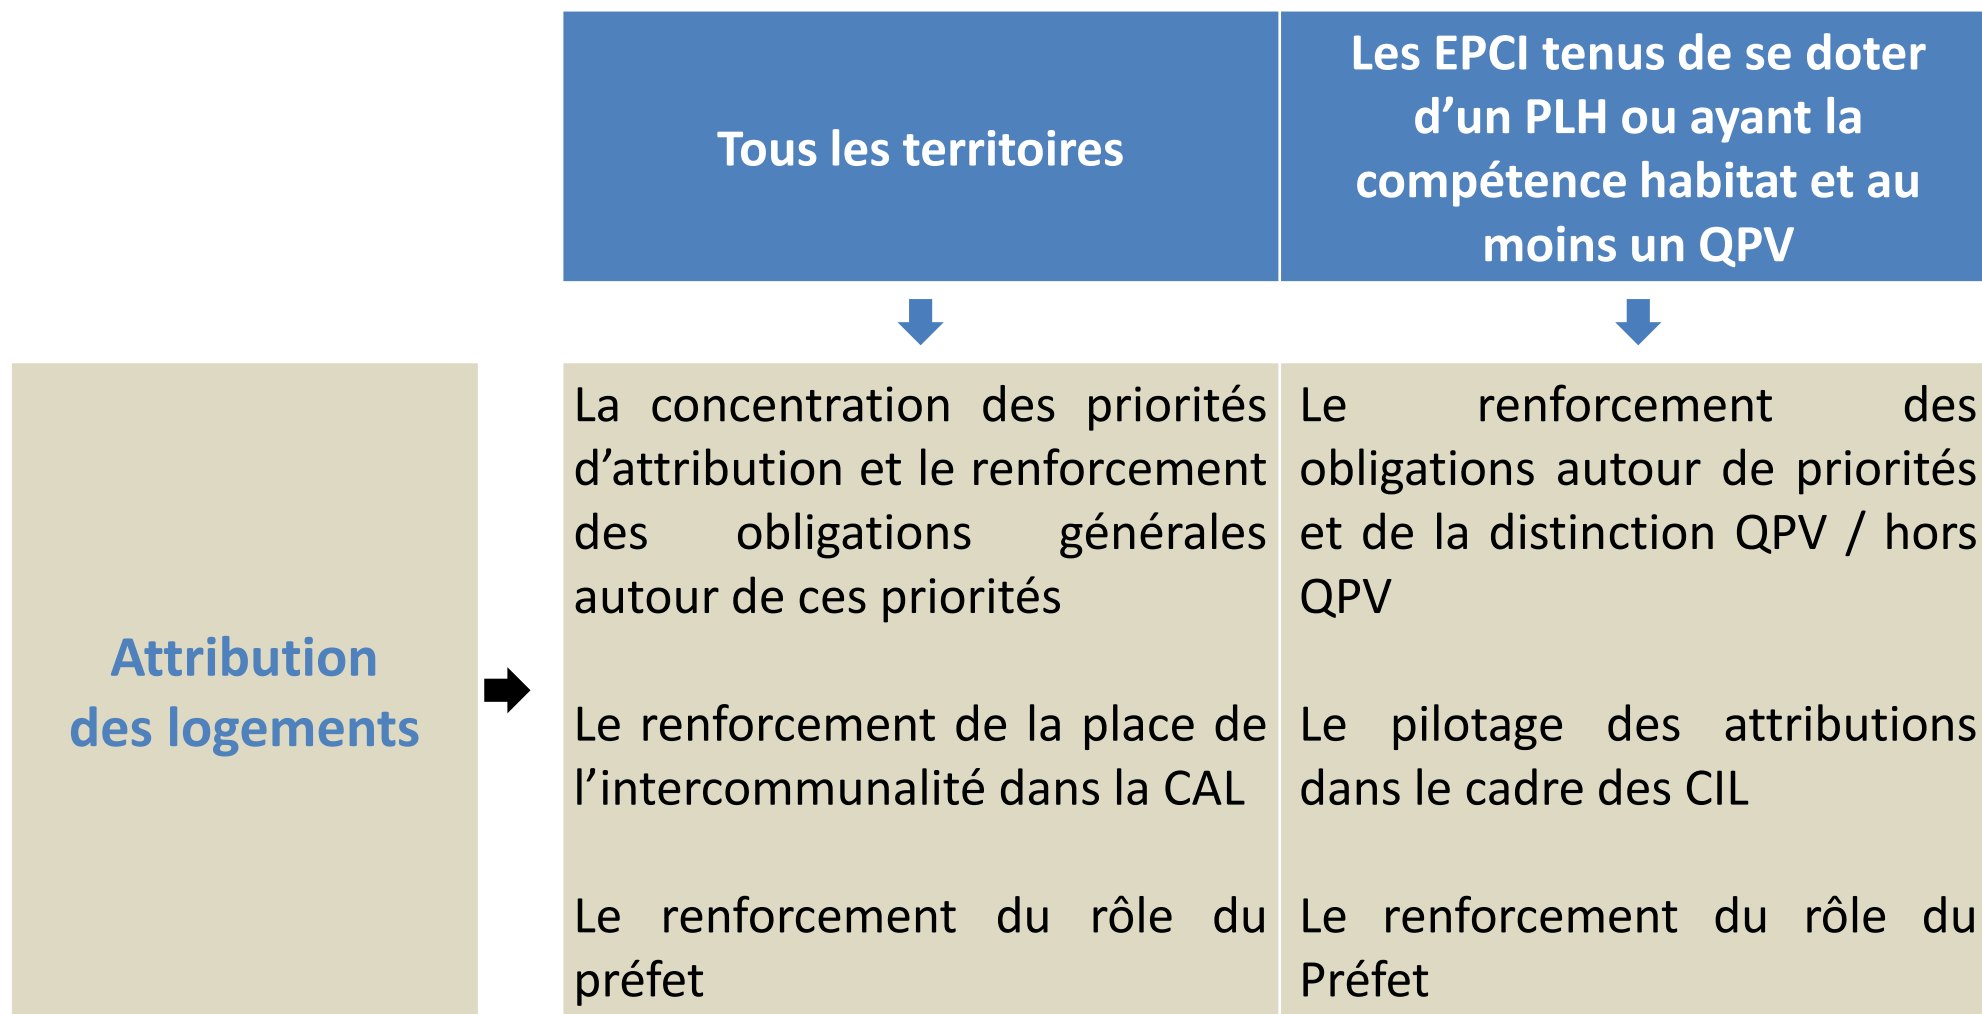 Tous les territoires
Les EPCI tenus de se doter
d’un PLH ou ayant la
compétence habitat et au
moins un QPV
Attribution
des logements
La concentration des priorités
d’attribution et le renforcement
des obligations générales
autour de ces priorités
Le renforcement de la place de
l’intercommunalité dans la CAL
Le renforcement du rôle du
préfet
Le renforcement des
obligations autour de priorités
et de la distinction QPV / hors
QPV
Le pilotage des attributions
dans le cadre des CIL
Le renforcement du rôle du
Préfet